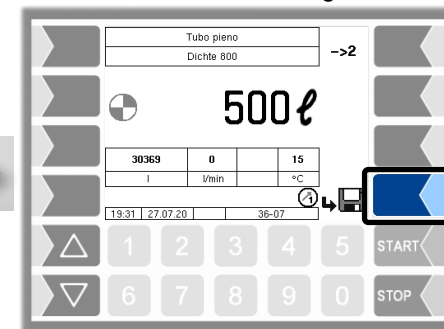 Tubo pieno
Dichte 800
->2
500 ℓ
30369 0 15
l l/min °C
1
19:31 27.07.20 36-07
1 2 3 4 5 START
6 7 8 9 0 STOP